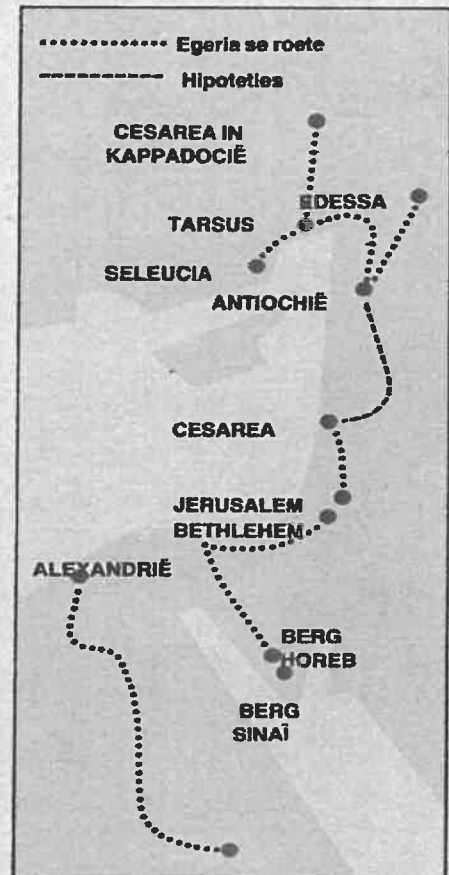 Egeria se roete
Hipoteties
CESAREA IN
KAPPADOCIË
EDESSA
TARSUS
SELEUCIA
ANTIOCHIË
CESAREA
JERUSALEM
BETHLEHEM
ALEXANDRIË
BERG
HOREB
BERG
SINAÏ